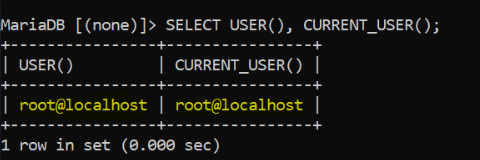 MariaDB [(none)]> SELECT USER(), CURRENT_USER();
+----------------+----------------+
| USER()         | CURRENT_USER() |
+----------------+----------------+
| root@localhost | root@localhost |
+----------------+----------------+
1 row in set (0.000 sec)